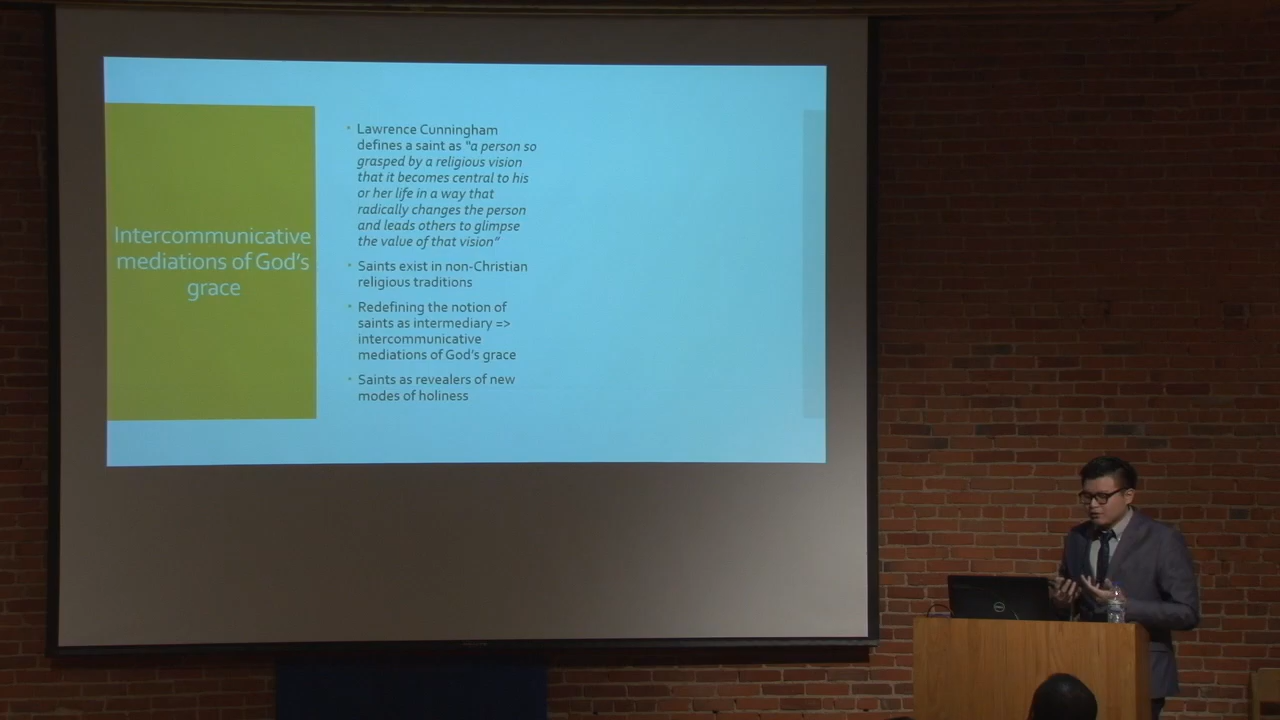 Intercommunicative
mediations of God's
grace
• Lawrence Cunningham
defines a saint as "a person so
grasped by a religious vision
that it becomes central to his
or her life in a way that
radically changes the person
and leads others to glimpse
the value of that vision"
• Saints exist in non-Christian
religious traditions
• Redefining the notion of
saints as intermediary =>
intercommunicative
mediations of God's grace
• Saints as revealers of new
modes of holiness
DELL